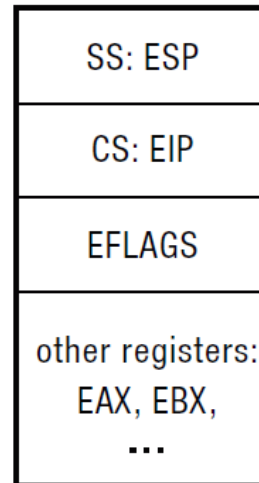 SS: ESP
CS: EIP
EFLAGS
other registers:
EAX, EBX,
...